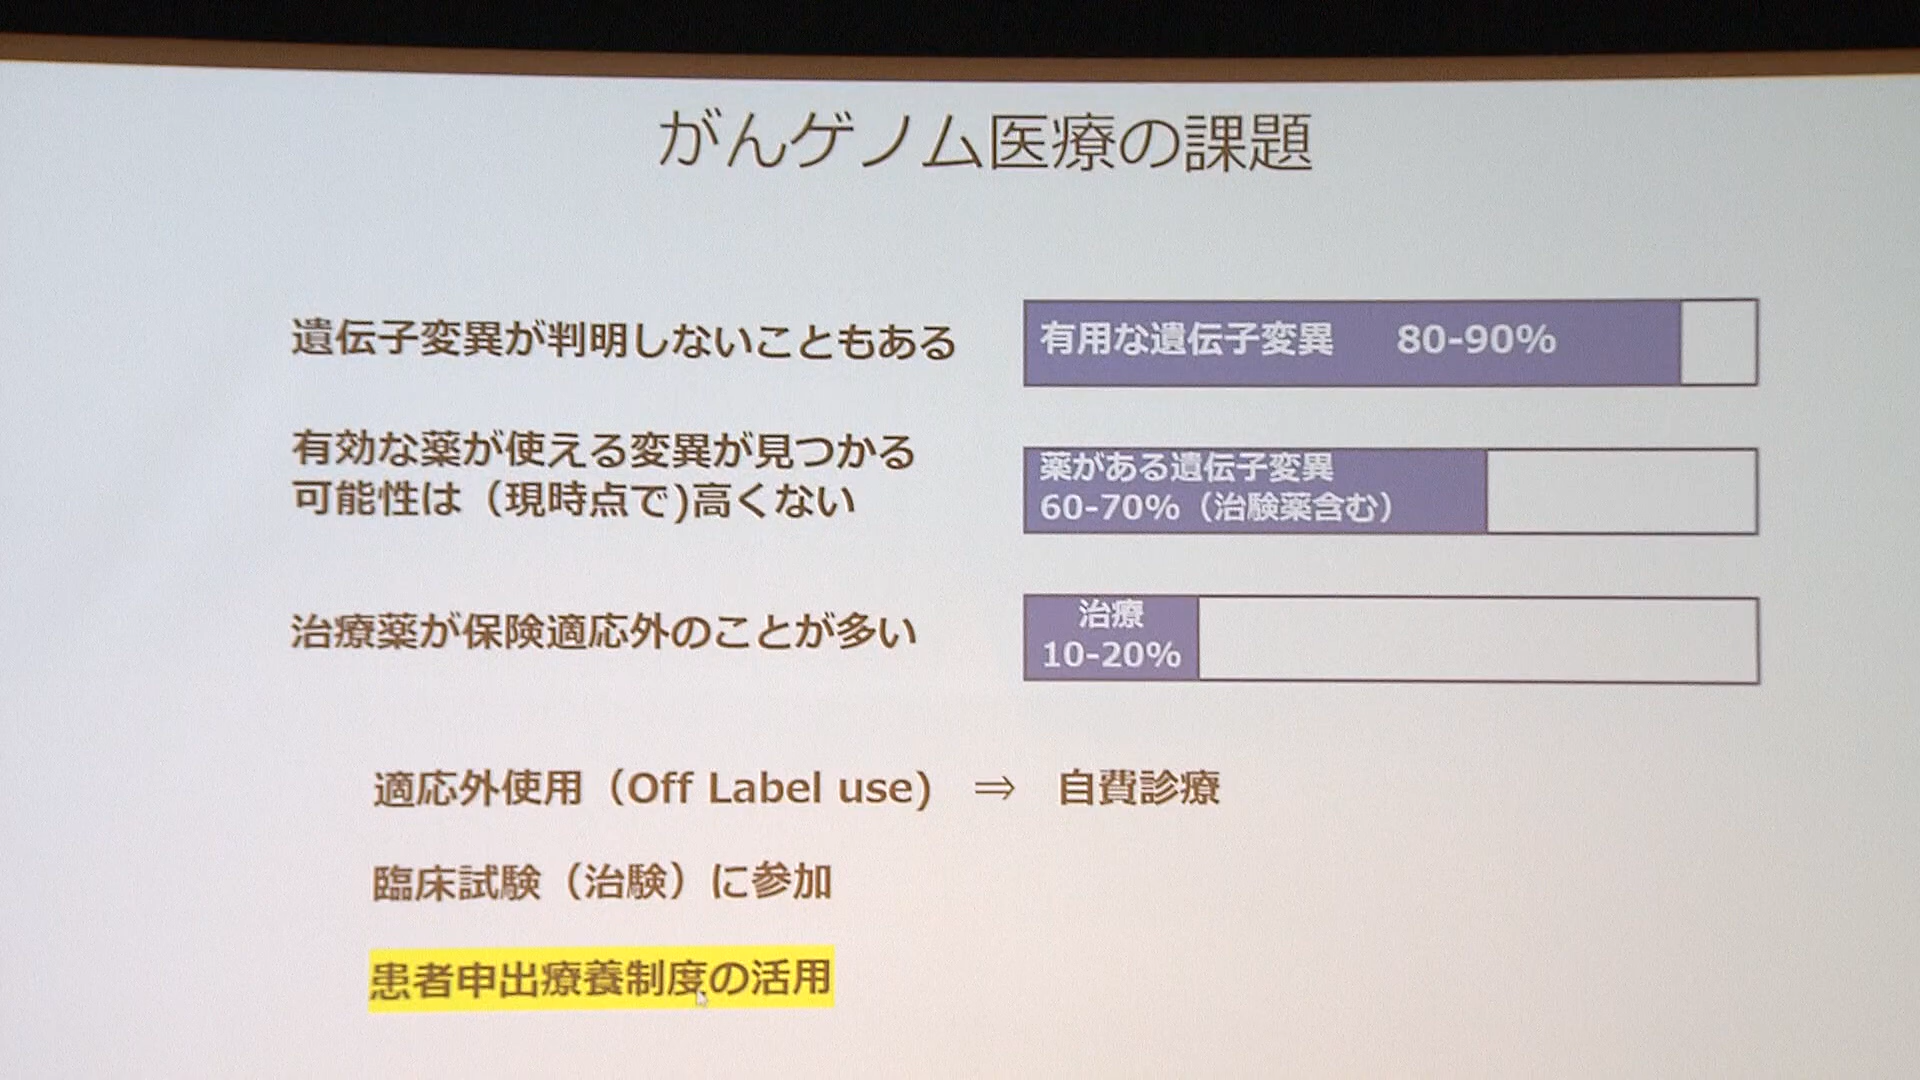 がんゲノム医療の課題
遺伝子変異が判明しないこともある
有用な遺伝子変異 80-90%
有効な薬が使える変異が見つかる
可能性は（現時点で)高くない
薬がある遺伝子変異
60-70%（治験薬含む）
治療薬が保険適応外のことが多い
治療
10-20%
適応外使用（Off Label use) ⇒ 自費診療
臨床試験（治験）に参加
患者申出療養制度の活用